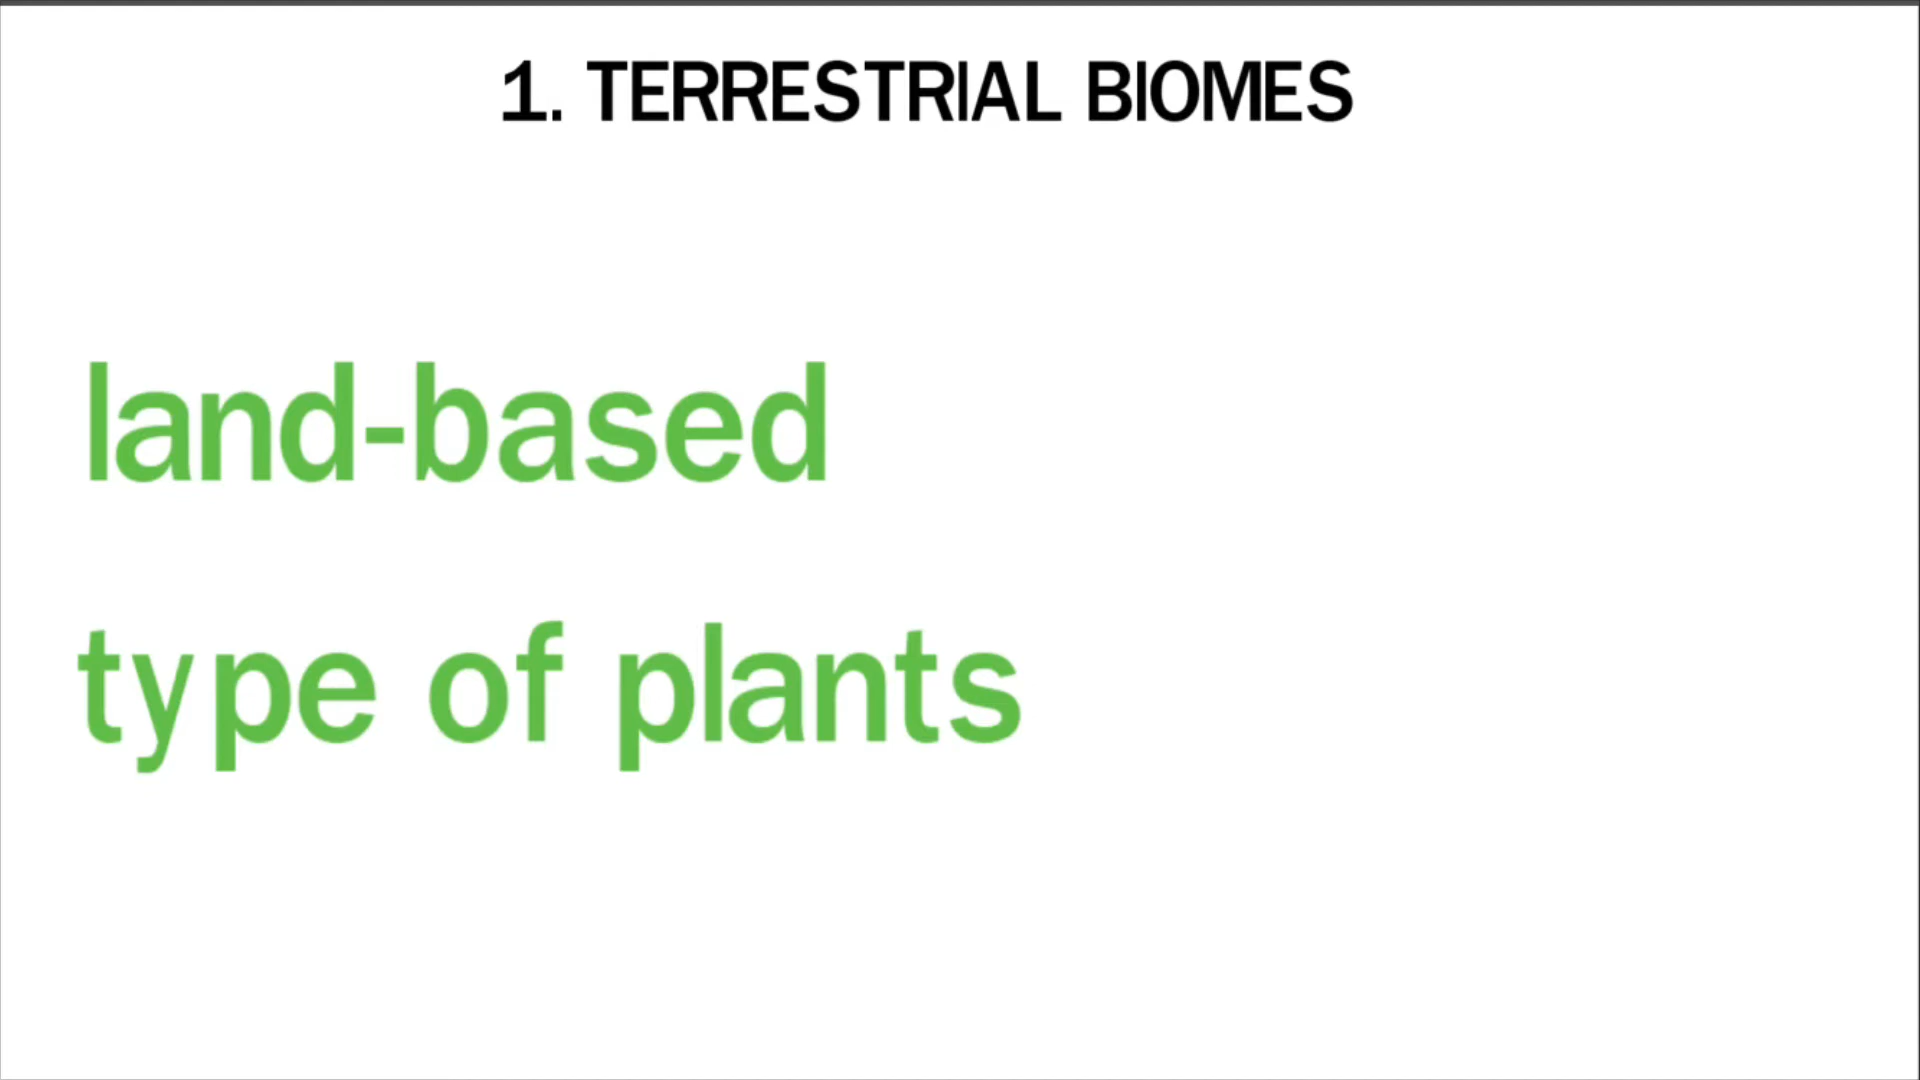 1. TERRESTRIAL BIOMES
land-based
type of plants